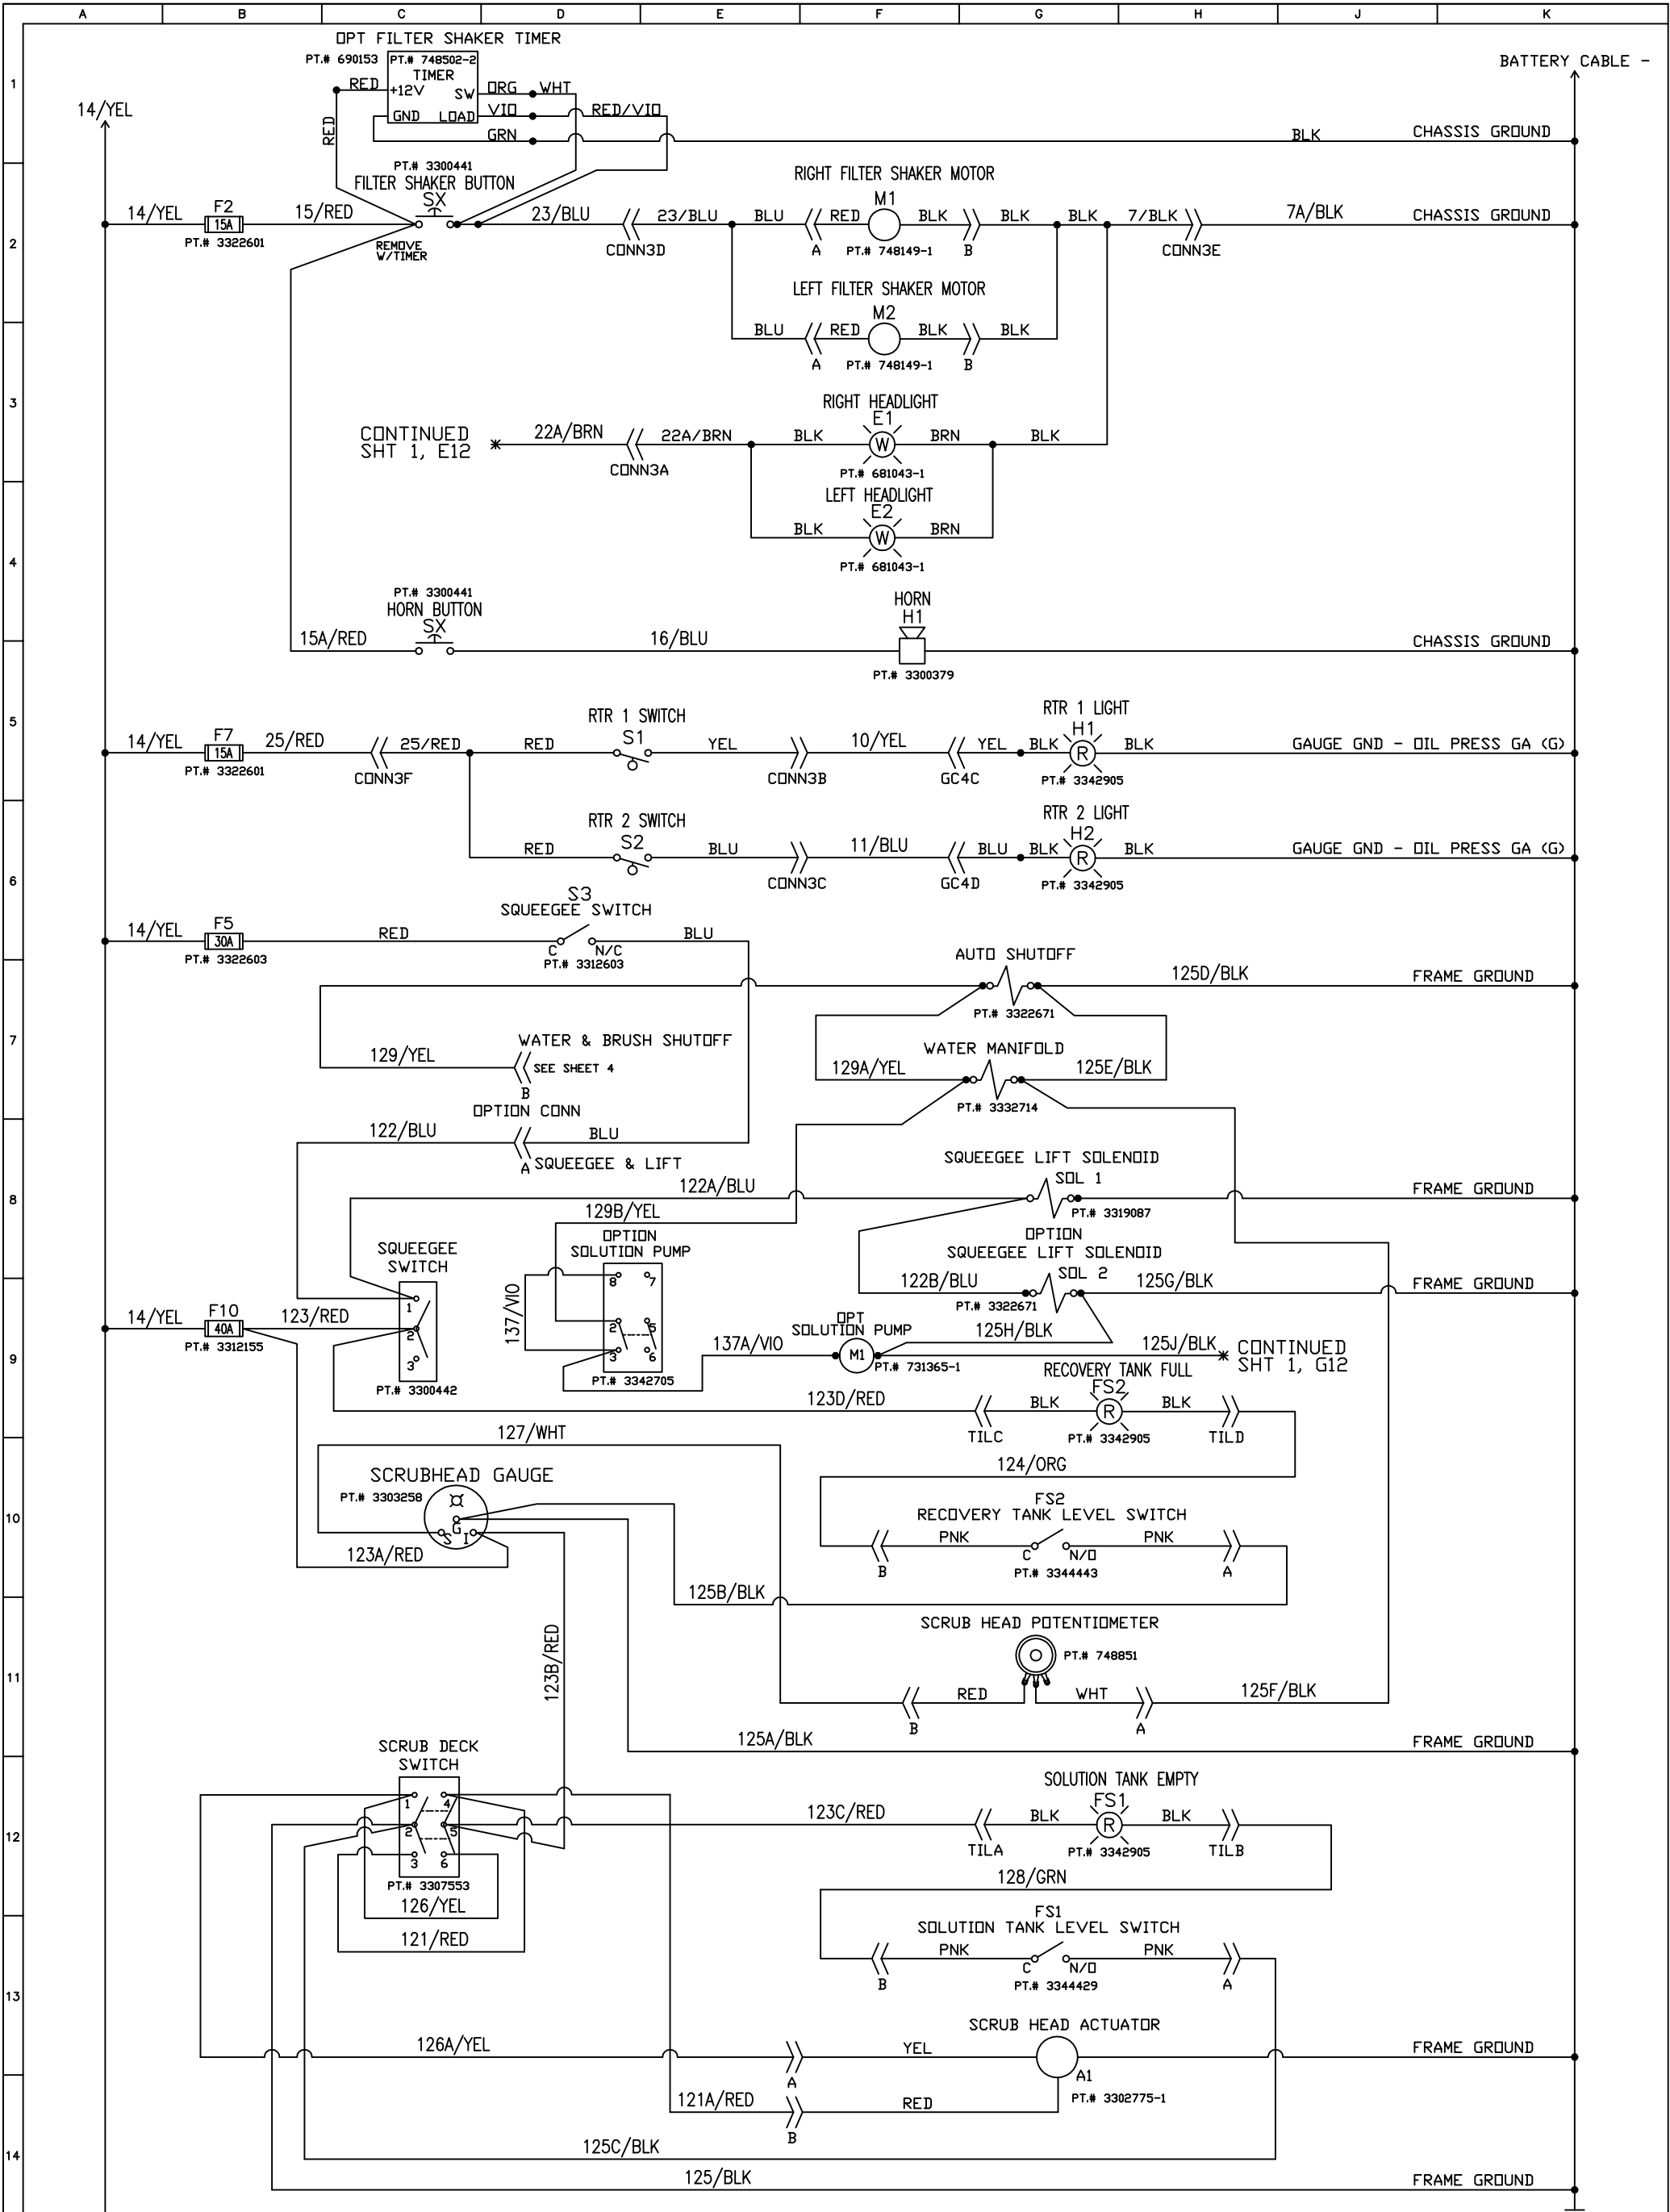 A B C D E F G H J K
OPT FILTER SHAKER TIMER
PT.# 690153
PT.# 748502-2
TIMER
BATTERY CABLE -
1
RED
+12V
SW
ORG
WHT
14/YEL
GND
LOAD
VIO
RED/VIO
RED
GRN
BLK
CHASSIS GROUND
PT.# 3300441
FILTER SHAKER BUTTON
SX
RIGHT FILTER SHAKER MOTOR
M1
14/YEL
F2
15A
PT.# 3322601
15/RED
23/BLU
23/BLU
BLU
RED
BLK
BLK
BLK
7/BLK
7A/BLK
CHASSIS GROUND
2
REMOVE
W/TIMER
CONN3D
A
PT.# 748149-1
B
CONN3E
LEFT FILTER SHAKER MOTOR
M2
BLU
RED
BLK
BLK
A
PT.# 748149-1
B
3
RIGHT HEADLIGHT
E1
CONTINUED
SHT 1, E12
22A/BRN
22A/BRN
BLK
W
BRN
BLK
CONN3A
PT.# 681043-1
LEFT HEADLIGHT
E2
BLK
W
BRN
4
PT.# 681043-1
PT.# 3300441
HORN BUTTON
SX
HORN
H1
15A/RED
16/BLU
CHASSIS GROUND
PT.# 3300379
5
RTR 1 SWITCH
S1
RTR 1 LIGHT
H1
14/YEL
F7
15A
PT.# 3322601
25/RED
25/RED
RED
YEL
10/YEL
YEL
BLK
R
BLK
GAUGE GND - OIL PRESS GA (G)
CONN3F
CONN3B
GC4C
PT.# 3342905
RTR 2 SWITCH
S2
RTR 2 LIGHT
H2
RED
BLU
11/BLU
BLU
BLK
R
BLK
GAUGE GND - OIL PRESS GA (G)
6
CONN3C
GC4D
PT.# 3342905
S3
SQUEEGEE SWITCH
14/YEL
F5
30A
PT.# 3322603
RED
C
N/C
BLU
PT.# 3312603
AUTO SHUTOFF
125D/BLK
FRAME GROUND
PT.# 3322671
7
WATER & BRUSH SHUTOFF
129/YEL
SEE SHEET 4
B
WATER MANIFOLD
129A/YEL
125E/BLK
PT.# 3332714
OPTION CONN
122/BLU
BLU
A
SQUEEGEE & LIFT
SQUEEGEE LIFT SOLENOID
SOL 1
8
122A/BLU
FRAME GROUND
PT.# 3319087
129B/YEL
OPTION
SOLUTION PUMP
OPTION
SQUEEGEE LIFT SOLENOID
SOL 2
SQUEEGEE
SWITCH
8
7
122B/BLU
125G/BLK
FRAME GROUND
PT.# 3322671
1
14/YEL
F10
40A
PT.# 3312155
123/RED
2
137/VIO
2
5
OPT
SOLUTION PUMP
125H/BLK
9
3
3
6
137A/VIO
M1
125J/BLK
CONTINUED
SHT 1, G12
PT.# 731365-1
PT.# 3300442
PT.# 3342705
RECOVERY TANK FULL
FS2
123D/RED
BLK
R
BLK
TILC
PT.# 3342905
TILD
127/WHT
124/ORG
SCRUBHEAD GAUGE
PT.# 3303258
FS2
RECOVERY TANK LEVEL SWITCH
10
S
G
I
PNK
PNK
C
N/O
B
PT.# 3344443
A
123A/RED
125B/BLK
SCRUB HEAD POTENTIOMETER
PT.# 748851
11
123B/RED
RED
WHT
125F/BLK
B
A
125A/BLK
FRAME GROUND
SCRUB DECK
SWITCH
SOLUTION TANK EMPTY
FS1
1
4
12
2
5
123C/RED
BLK
R
BLK
3
6
TILA
PT.# 3342905
TILB
PT.# 3307553
128/GRN
126/YEL
FS1
SOLUTION TANK LEVEL SWITCH
121/RED
PNK
PNK
C
N/O
B
PT.# 3344429
A
13
SCRUB HEAD ACTUATOR
126A/YEL
YEL
FRAME GROUND
A
A1
121A/RED
RED
PT.# 3302775-1
B
14
125C/BLK
125/BLK
FRAME GROUND